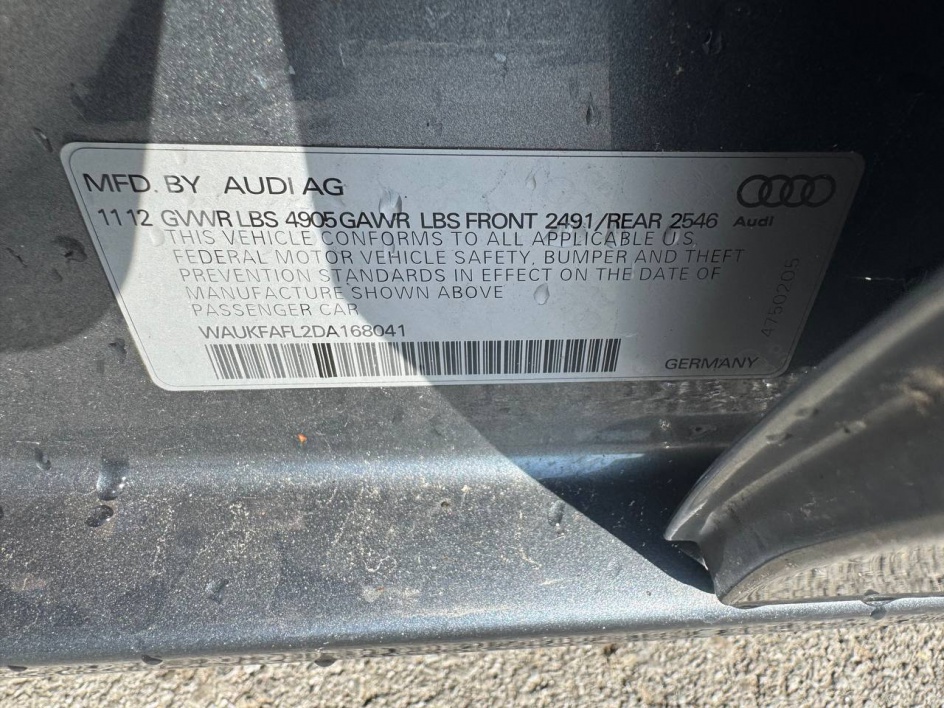 MFD. BY AUDI AG
11 12 GVWR LBS 4905 GAWR LBS FRONT 2491/REAR 2546
Audi
THIS VEHICLE CONFORMS TO ALL APPLICABLE U.S.
FEDERAL MOTOR VEHICLE SAFETY, BUMPER AND THEFT
PREVENTION STANDARDS IN EFFECT ON THE DATE OF
MANUFACTURE SHOWN ABOVE
PASSENGER CAR
WAUKFAFL2DA168041
GERMANY
4750205